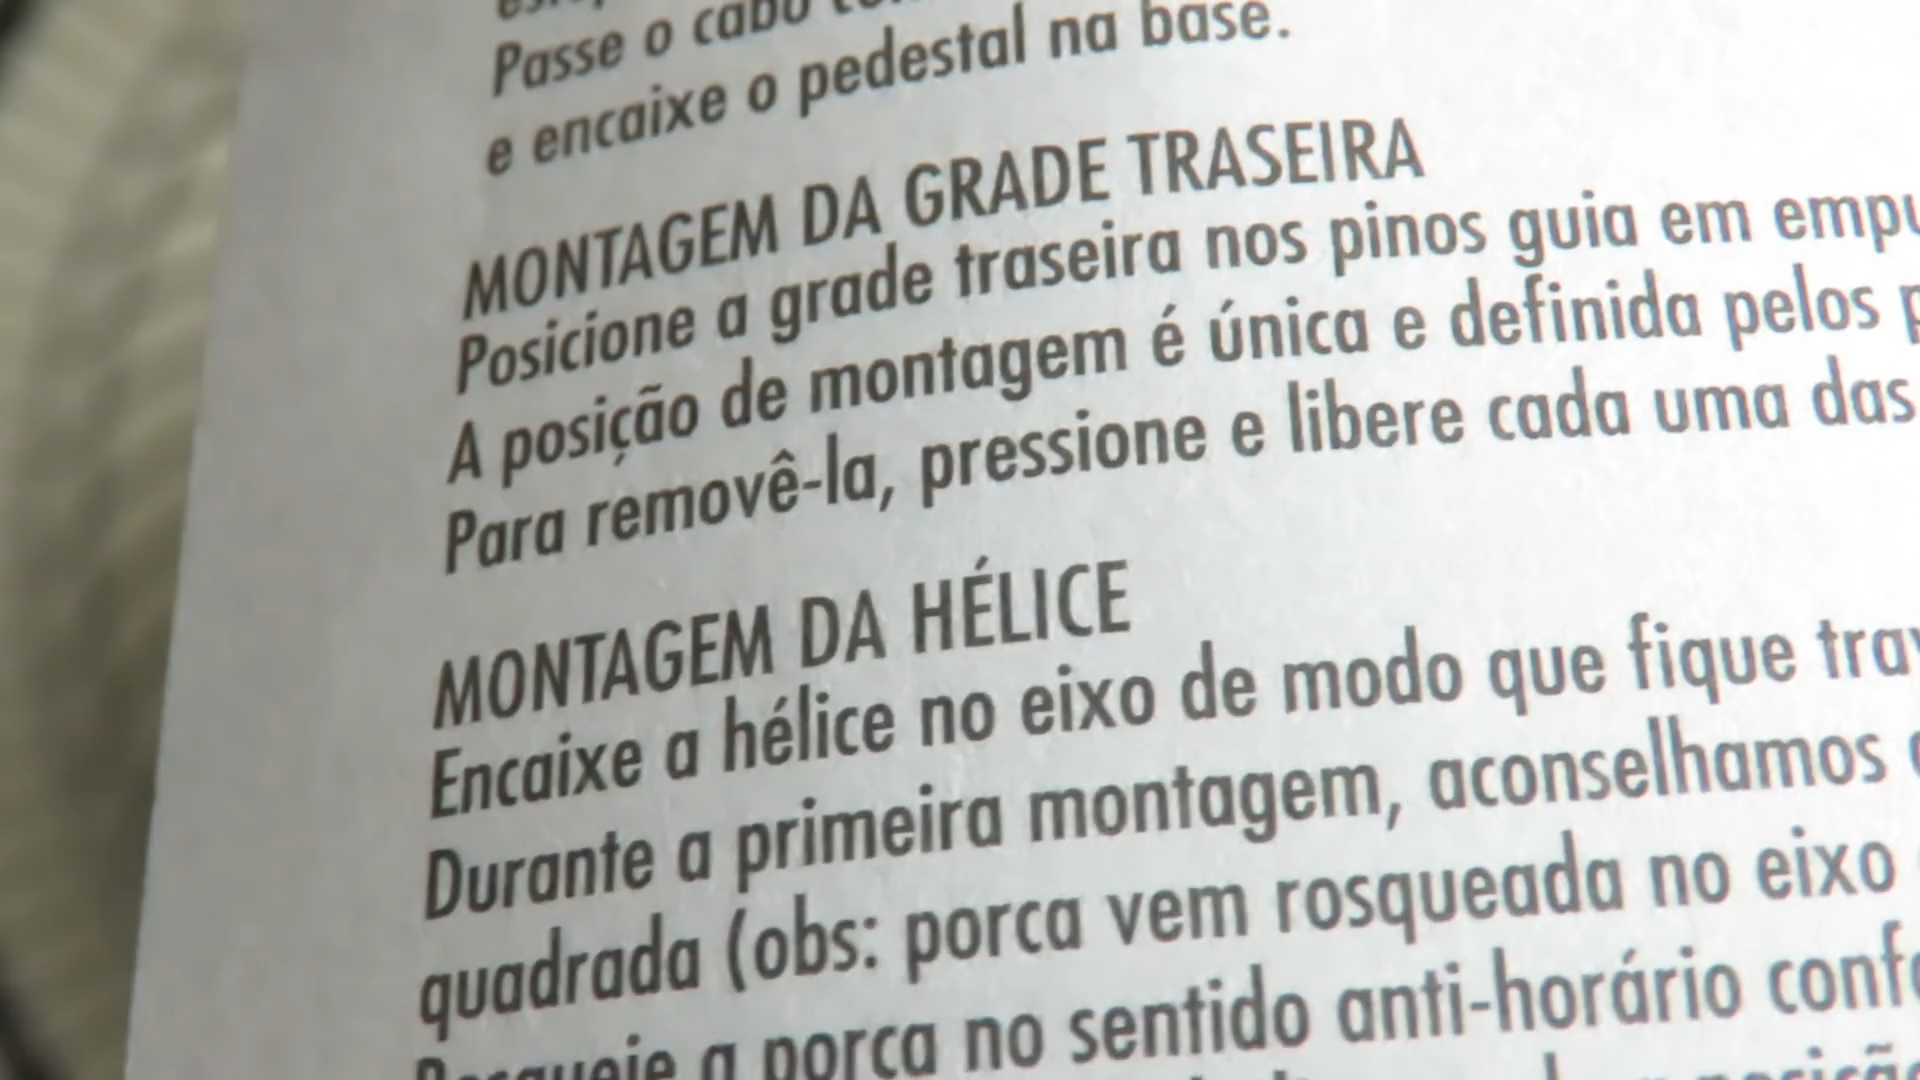 Passe o cabo
e encaixe o pedestal na base.
MONTAGEM DA GRADE TRASEIRA
Posicione a grade traseira nos pinos guia em
A posição de montagem é única e definida pelos
Para removê-la, pressione e libere cada uma das
MONTAGEM DA HÉLICE
Encaixe a hélice no eixo de modo que fique
Durante a primeira montagem, aconselhamos
quadrada (obs: porca vem rosqueada no eixo
a porca no sentido anti-horário